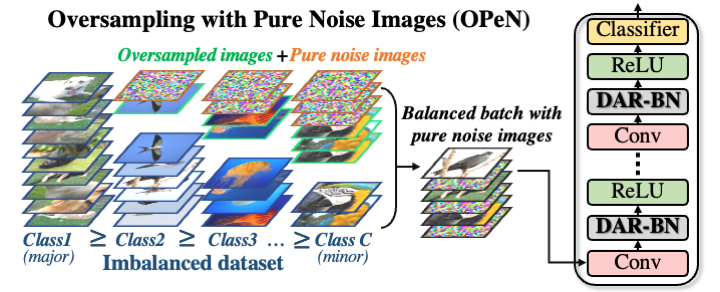 Oversampling with Pure Noise Images (OPeN)
Oversampled images + Pure noise images
Balanced batch with
pure noise images
Class1 ≥ Class2 ≥ Class3 ... ≥ Class C
(major) (minor)
Imbalanced dataset
Classifier
ReLU
DAR-BN
Conv
ReLU
DAR-BN
Conv